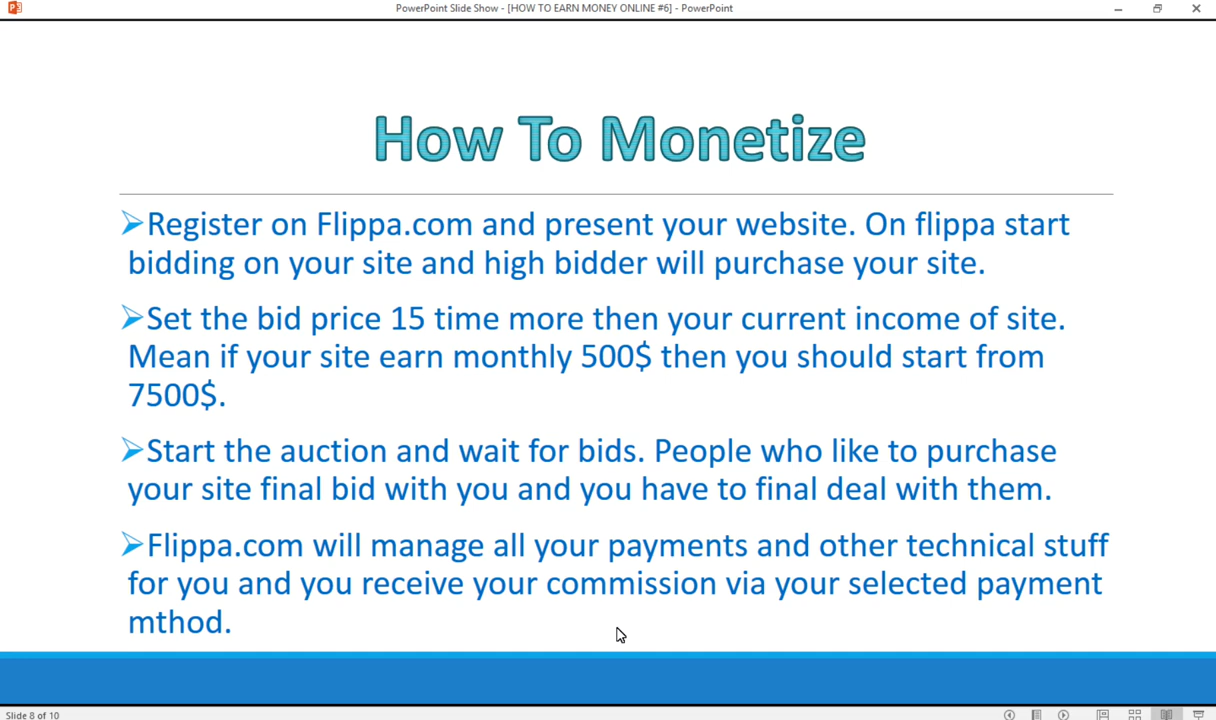 PowerPoint Slide Show - [HOW TO EARN MONEY ONLINE #6] - PowerPoint
How To Monetize
➢Register on Flippa.com and present your website. On flippa start
bidding on your site and high bidder will purchase your site.
➢Set the bid price 15 time more then your current income of site.
Mean if your site earn monthly 500$ then you should start from
7500$.
➢Start the auction and wait for bids. People who like to purchase
your site final bid with you and you have to final deal with them.
➢Flippa.com will manage all your payments and other technical stuff
for you and you receive your commission via your selected payment
mthod.
Slide 8 of 10